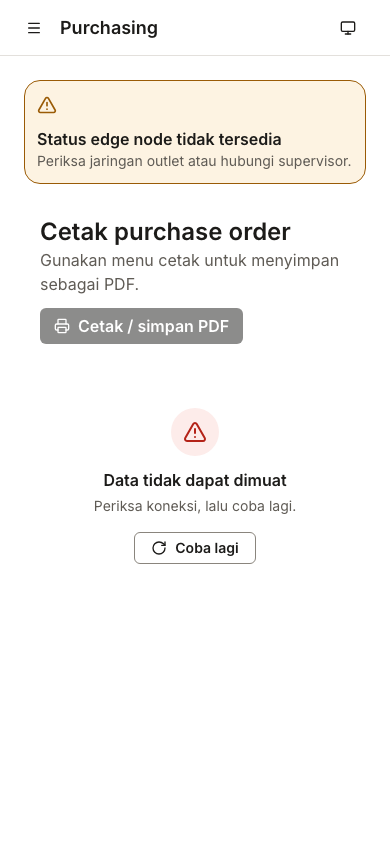 Purchasing
Status edge node tidak tersedia
Periksa jaringan outlet atau hubungi supervisor.
Cetak purchase order
Gunakan menu cetak untuk menyimpan
sebagai PDF.
Cetak / simpan PDF
Data tidak dapat dimuat
Periksa koneksi, lalu coba lagi.
Coba lagi